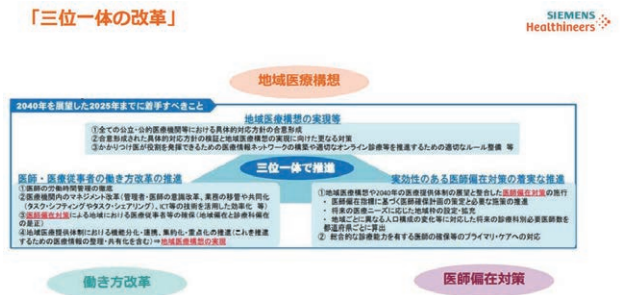 「三位一体の改革」
SIEMENS
Healthineers
地域医療構想
2040年を展望した2025年までに着手すべきこと
地域医療構想の実現等
①全ての公立・公的医療機関等における具体的対応方針の合意形成
②合意形成された具体的対応方針の検証と地域医療構想の実現に向けた更なる対策
③かかりつけ医が役割を発揮できるための医療情報ネットワークの構築や適切なオンライン診療等を推進するための適切なルール整備 等
三位一体で推進
医師・医療従事者の働き方改革の推進
①医師の労働時間管理の徹底
②医療機関内のマネジメント改革(管理者・医師の意識改革、業務の移管や共同化
(タスク・シフティングやタスク・シェアリング)、ICT等の技術を活用した効率化 等)
③医師偏在対策による地域における医療従事者等の確保(地域偏在と診療科偏在
の是正)
④地域医療提供体制における機能分化・連携、集約化・重点化の推進(これを推進
するための医療情報の整理・共有化を含む)⇒地域医療構想の実現
実効性のある医師偏在対策の着実な推進
①地域医療構想や2040年の医療提供体制の展望と整合した医師偏在対策の施行
・医師偏在指標に基づく医師確保計画の策定と必要な施策の推進
・将来の医療ニーズに応じた地域枠の設定・拡充
・地域ごとに異なる人口構成の変化等に対応した将来の診療科別必要医師数を
都道府県ごとに算出
② 総合的な診療能力を有する医師の確保等のプライマリ・ケアへの対応
働き方改革
医師偏在対策